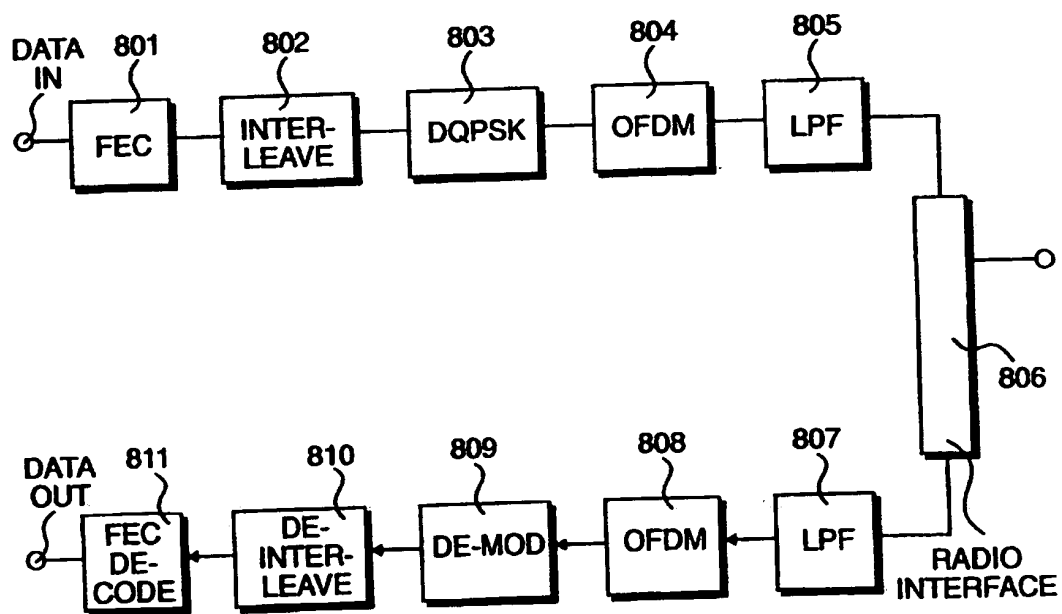 DATA
IN
801
802
803
804
805
FEC
INTER-
LEAVE
DQPSK
OFDM
LPF
806
DATA
OUT
811
810
809
808
807
FEC
DE-
CODE
DE-
INTER-
LEAVE
DE-MOD
OFDM
LPF
RADIO
INTERFACE